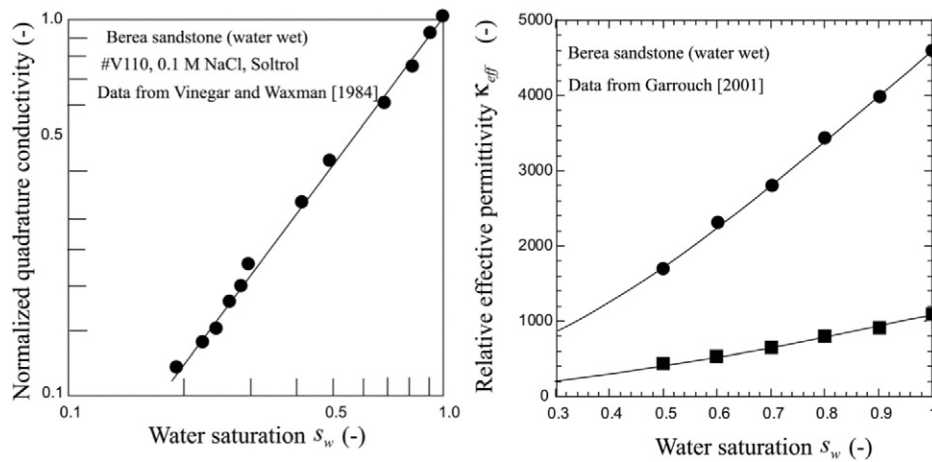 Normalized quadrature conductivity (-)
1.0
0.5
0.1
Berea sandstone (water wet)
#V110, 0.1 M NaCl, Soltrol
Data from Vinegar and Waxman [1984]
0.1
0.5
1.0
Water saturation s_w (-)
Relative effective permittivity κ_eff (-)
5000
4000
3000
2000
1000
0
Berea sandstone (water wet)
Data from Garrouch [2001]
0.3 0.4 0.5 0.6 0.7 0.8 0.9 1
Water saturation s_w (-)